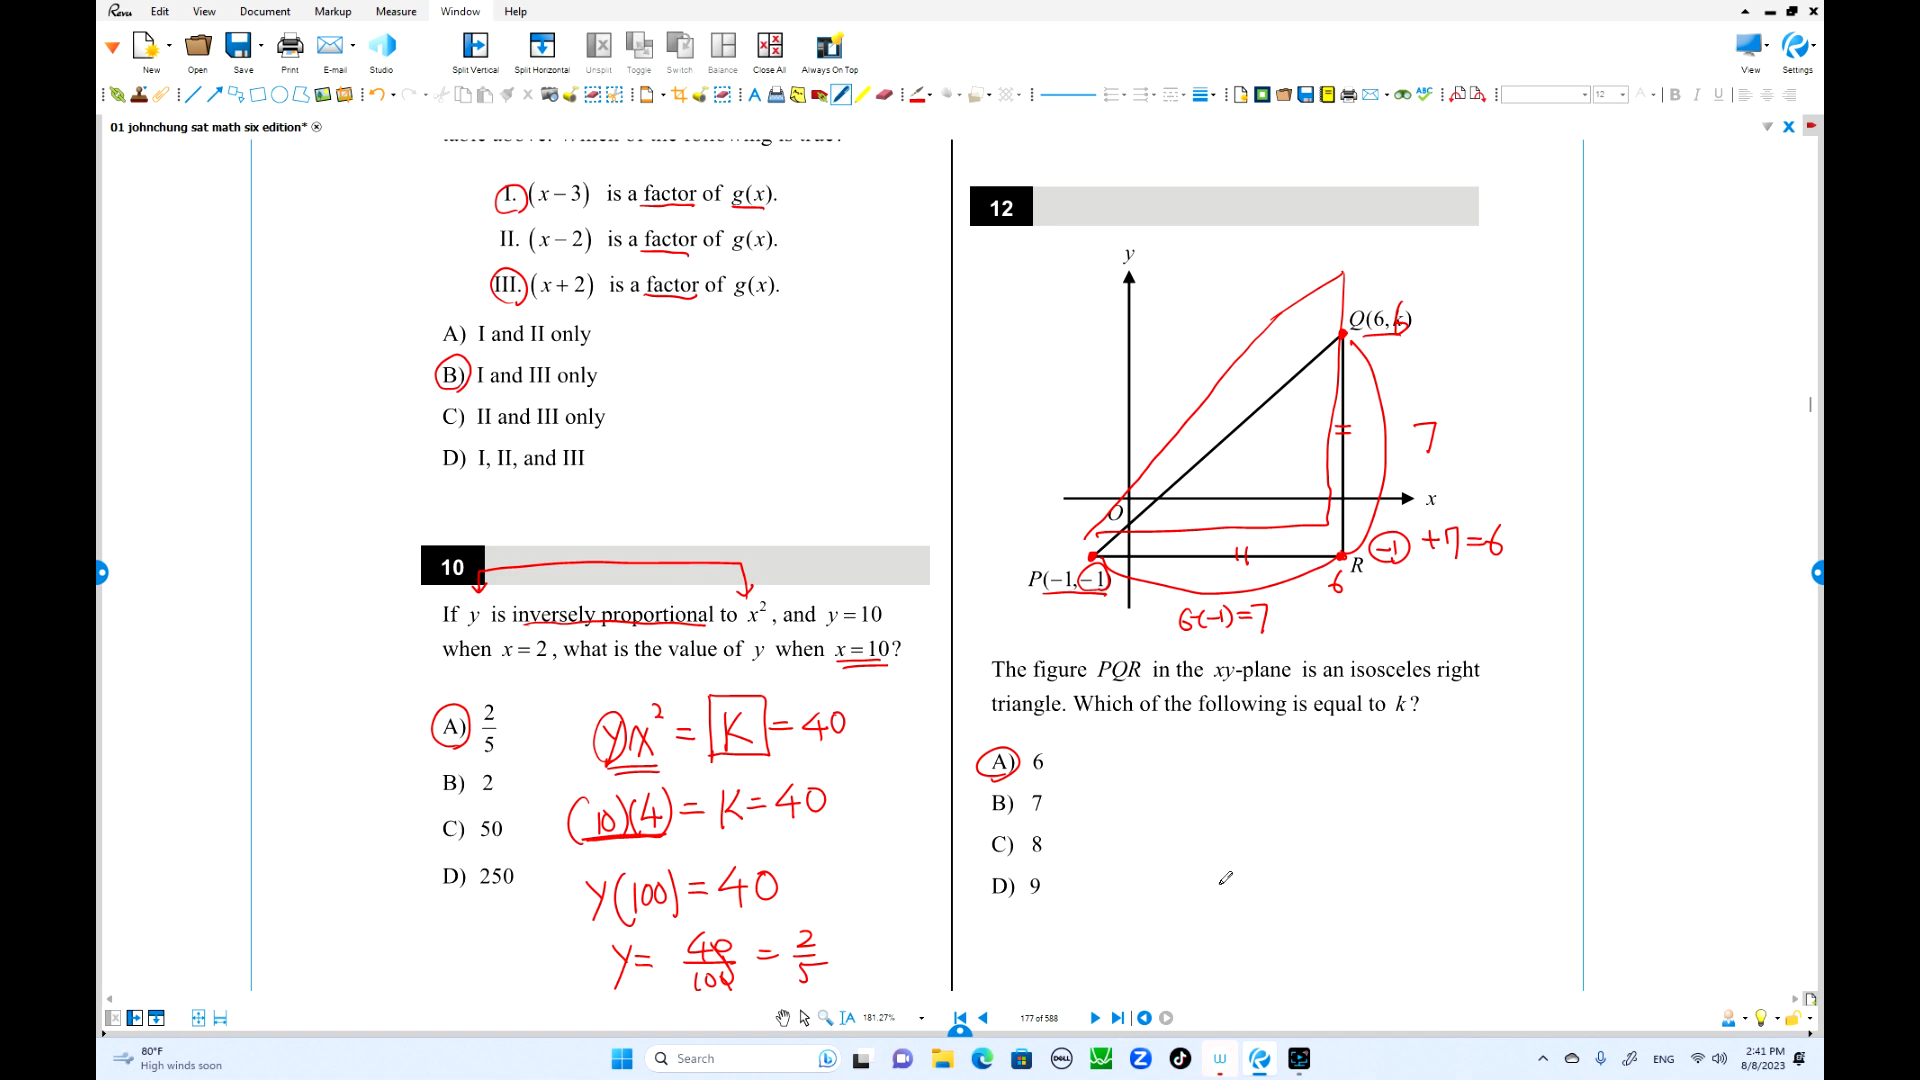 Revu Edit View Document Markup Measure Window Help
New Open Save Print E-mail Studio Split Vertical Split Horizontal Unsplit Toggle Switch Balance Close All Always On Top View Settings
12
01 johnchung sat math six edition*
I. (x − 3) is a factor of g(x).
II. (x − 2) is a factor of g(x).
III. (x + 2) is a factor of g(x).
A) I and II only
B) I and III only
C) II and III only
D) I, II, and III
10
If y is inversely proportional to x², and y = 10
when x = 2, what is the value of y when x = 10?
A) 2/5
B) 2
C) 50
D) 250
yx² = K = 40
(10)(4) = K = 40
y(100) = 40
y = 40/100 = 2/5
12
y
Q(6, k)
6
7
x
O
R
-1 +7=6
P(−1, −1)
6
6-(-1)=7
The figure PQR in the xy-plane is an isosceles right
triangle. Which of the following is equal to k?
A) 6
B) 7
C) 8
D) 9
181.27%
177 of 588
80°F
High winds soon
Search
DELL
ENG
2:41 PM
8/8/2023